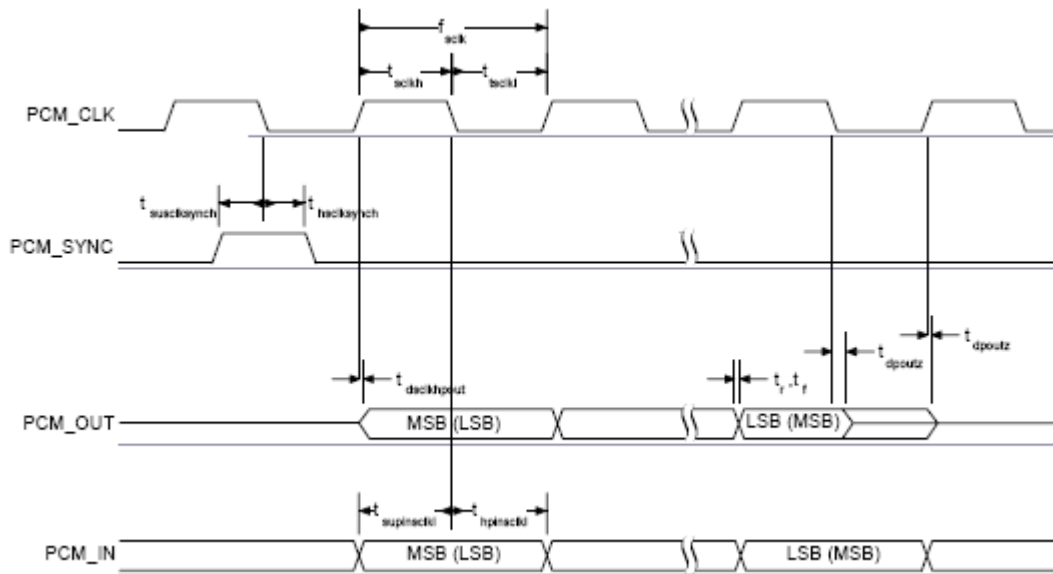 f sclk
t sclkh
t tsclkl
PCM_CLK
t susclksynch
t hsclksynch
PCM_SYNC
t dpoutz
t dpoutz
t dsclkhpout
t r , t f
PCM_OUT
MSB (LSB)
LSB (MSB)
t supinsclkl
t hpinsclkl
PCM_IN
MSB (LSB)
LSB (MSB)